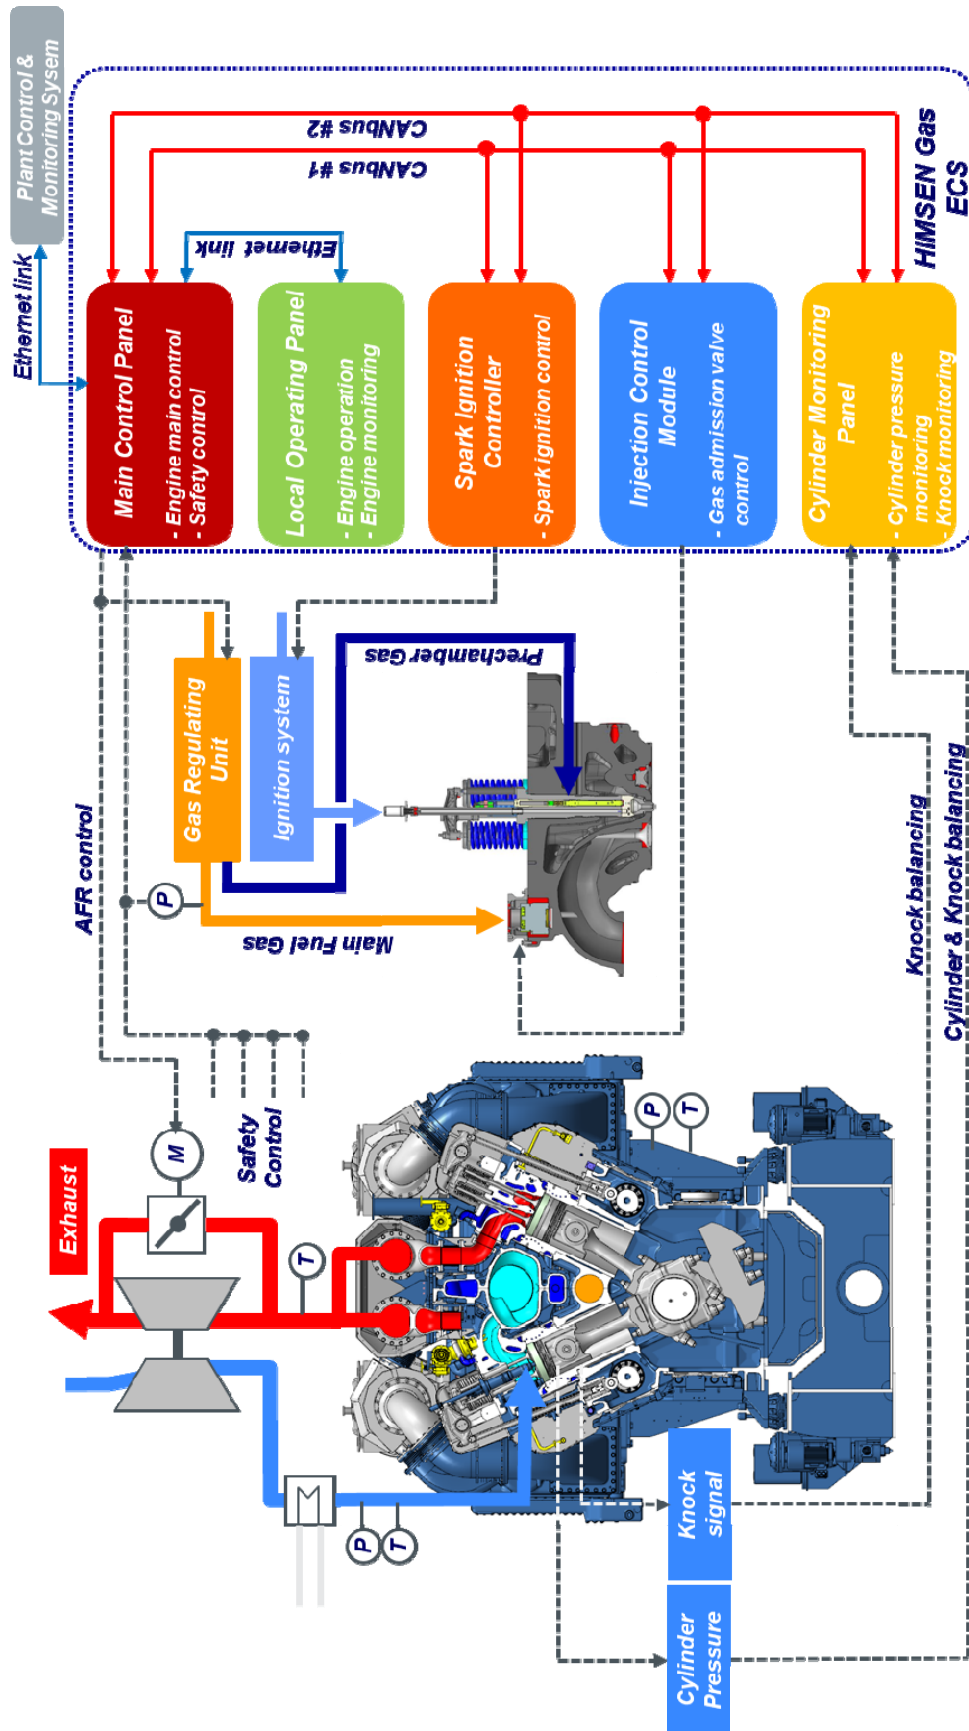 Plant Control &
Monitoring Sysem
Ethernet link
HIMSEN Gas
ECS
CANbus #2
CANbus #1
Ethernet link
Main Control Panel
- Engine main control
- Safety control
Local Operating Panel
- Engine operation
- Engine monitoring
Spark Ignition
Controller
- Spark ignition control
Injection Control
Module
- Gas admission valve
control
Cylinder Monitoring
Panel
- Cylinder pressure
monitoring
- Knock monitoring
Gas Regulating
Unit
Ignition system
Prechamber Gas
Main Fuel Gas
P
AFR control
Safety
Control
M
Exhaust
T
P
T
P
T
Knock balancing
Cylinder & Knock balancing
Knock
signal
Cylinder
Pressure